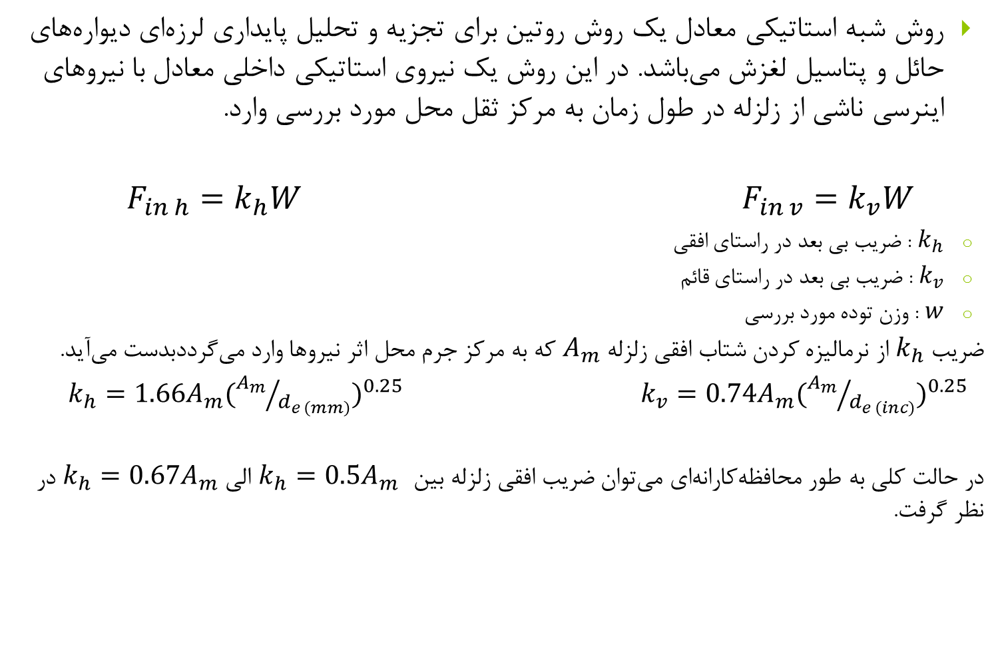 روش شبه استاتیکی معادل یک روش روتین برای تجزیه و تحلیل پایداری لرزه‌ای دیواره‌های
حائل و پتاسیل لغزش می‌باشد. در این روش یک نیروی استاتیکی داخلی معادل با نیروهای
اینرسی ناشی از زلزله در طول زمان به مرکز ثقل محل مورد بررسی وارد.
F_{in v} = k_v W
F_{in h} = k_h W
k_h : ضریب بی بعد در راستای افقی
k_v : ضریب بی بعد در راستای قائم
w : وزن توده مورد بررسی
ضریب k_h از نرمالیزه کردن شتاب افقی زلزله A_m که به مرکز جرم محل اثر نیروها وارد می‌گرددبدست می‌آید.
k_v = 0.74A_m(A_m/d_{e (inc)})^{0.25}
k_h = 1.66A_m(A_m/d_{e (mm)})^{0.25}
در حالت کلی به طور محافظه‌کارانه‌ای می‌توان ضریب افقی زلزله بین k_h = 0.5A_m الی k_h = 0.67A_m در
نظر گرفت.